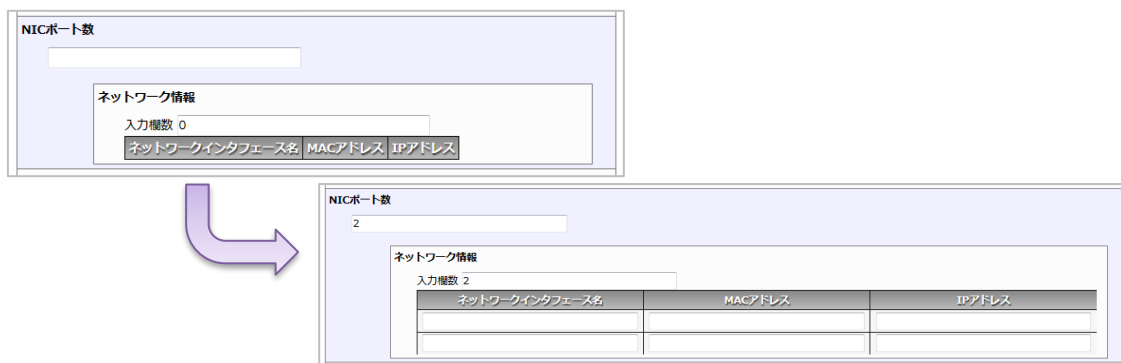 NICポート数
ネットワーク情報
入力欄数 0
ネットワークインタフェース名 MACアドレス IPアドレス
NICポート数
2
ネットワーク情報
入力欄数 2
ネットワークインタフェース名 MACアドレス IPアドレス